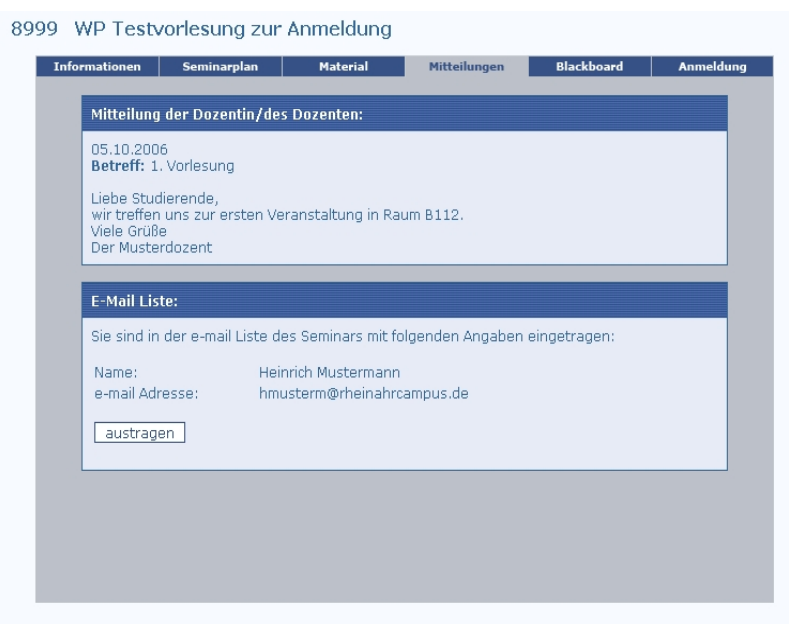 8999 WP Testvorlesung zur Anmeldung
Informationen Seminarplan Material Mitteilungen Blackboard Anmeldung
Mitteilung der Dozentin/des Dozenten:
05.10.2006
Betreff: 1. Vorlesung
Liebe Studierende,
wir treffen uns zur ersten Veranstaltung in Raum B112.
Viele Grüße
Der Musterdozent
E-Mail Liste:
Sie sind in der e-mail Liste des Seminars mit folgenden Angaben eingetragen:
Name: Heinrich Mustermann
e-mail Adresse: hmusterm@rheinahrcampus.de
austragen